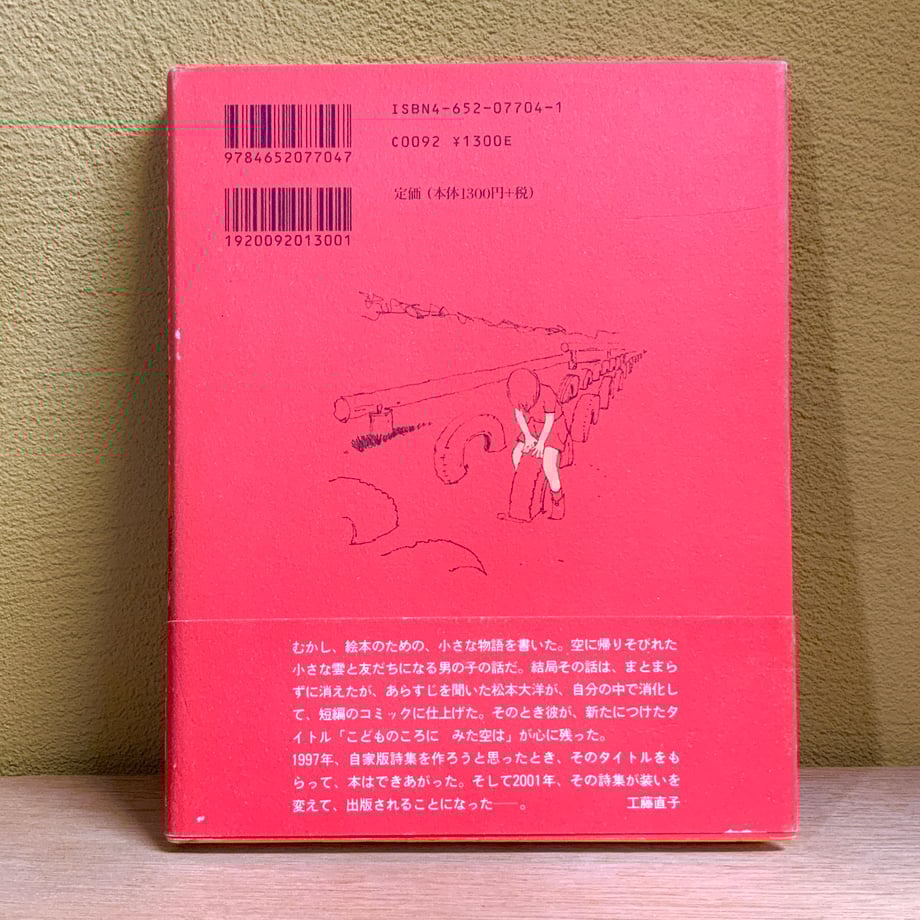 ISBN4-652-07704-1
9784652077047
C0092 ¥1300E
定価（本体1300円+税）
1920092013001
むかし、絵本のための、小さな物語を書いた。空に帰りそびれた
小さな雲と友だちになる男の子の話だ。結局その話は、まとまら
ずに消えたが、あらすじを聞いた松本大洋が、自分の中で消化し
て、短編のコミックに仕上げた。そのとき彼が、新たにつけたタ
イトル「こどものころに　みた空は」が心に残った。
1997年、自家版詩集を作ろうと思ったとき、そのタイトルをも
らって、本はできあがった。そして2001年、その詩集が装いを
変えて、出版されることになった──。　工藤直子